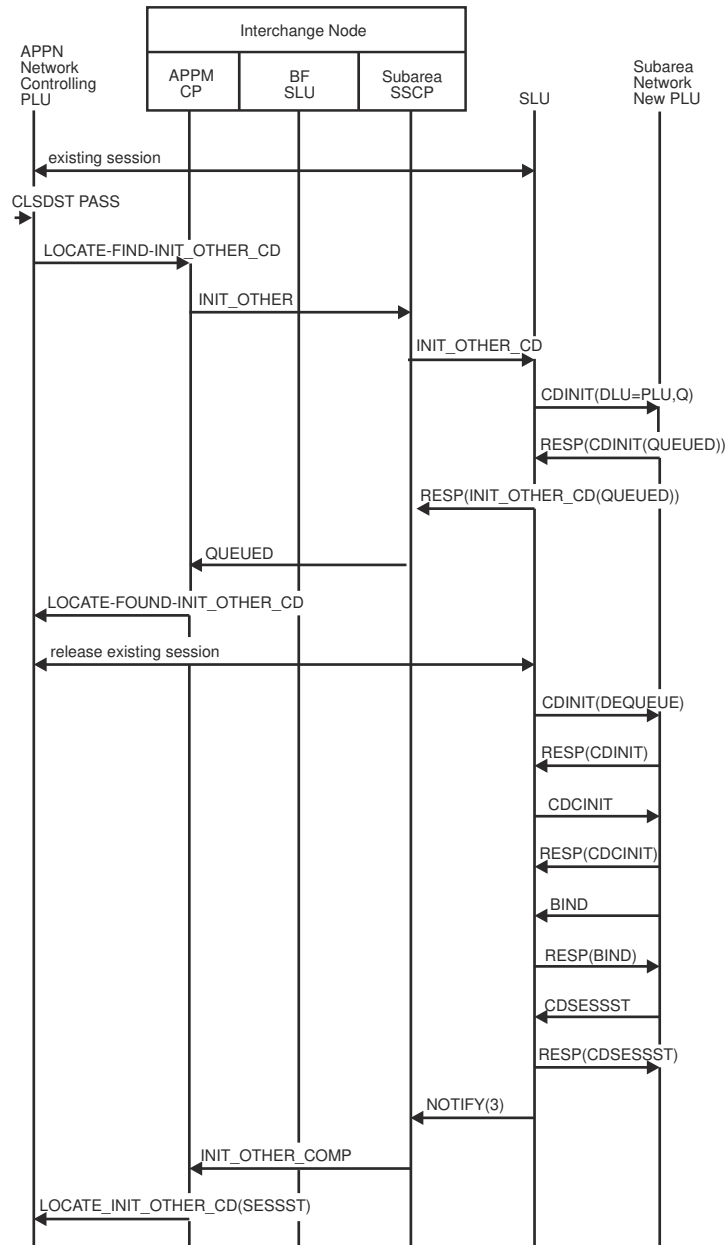 Interchange Node
APPN
Network
Controlling
PLU
APPM
CP
BF
SLU
Subarea
SSCP
SLU
Subarea
Network
New PLU
existing session
CLSDST PASS
LOCATE-FIND-INIT_OTHER_CD
INIT_OTHER
INIT_OTHER_CD
CDINIT(DLU=PLU,Q)
RESP(CDINIT(QUEUED))
RESP(INIT_OTHER_CD(QUEUED))
QUEUED
LOCATE-FOUND-INIT_OTHER_CD
release existing session
CDINIT(DEQUEUE)
RESP(CDINIT)
CDCINIT
RESP(CDCINIT)
BIND
RESP(BIND)
CDSESSST
RESP(CDSESSST)
NOTIFY(3)
INIT_OTHER_COMP
LOCATE_INIT_OTHER_CD(SESSST)